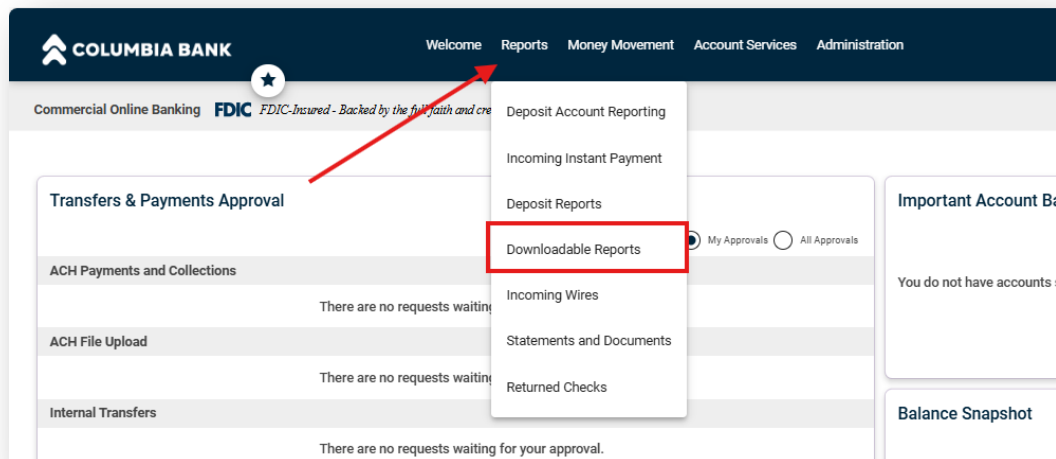 COLUMBIA BANK
Welcome Reports Money Movement Account Services Administration
Commercial Online Banking FDIC FDIC-Insured - Backed by the full faith and cre
Deposit Account Reporting
Incoming Instant Payment
Deposit Reports
Downloadable Reports
Incoming Wires
Statements and Documents
Returned Checks
Transfers & Payments Approval
My Approvals All Approvals
ACH Payments and Collections
There are no requests waiting
ACH File Upload
There are no requests waiting
Internal Transfers
There are no requests waiting for your approval.
Important Account Ba
You do not have accounts
Balance Snapshot